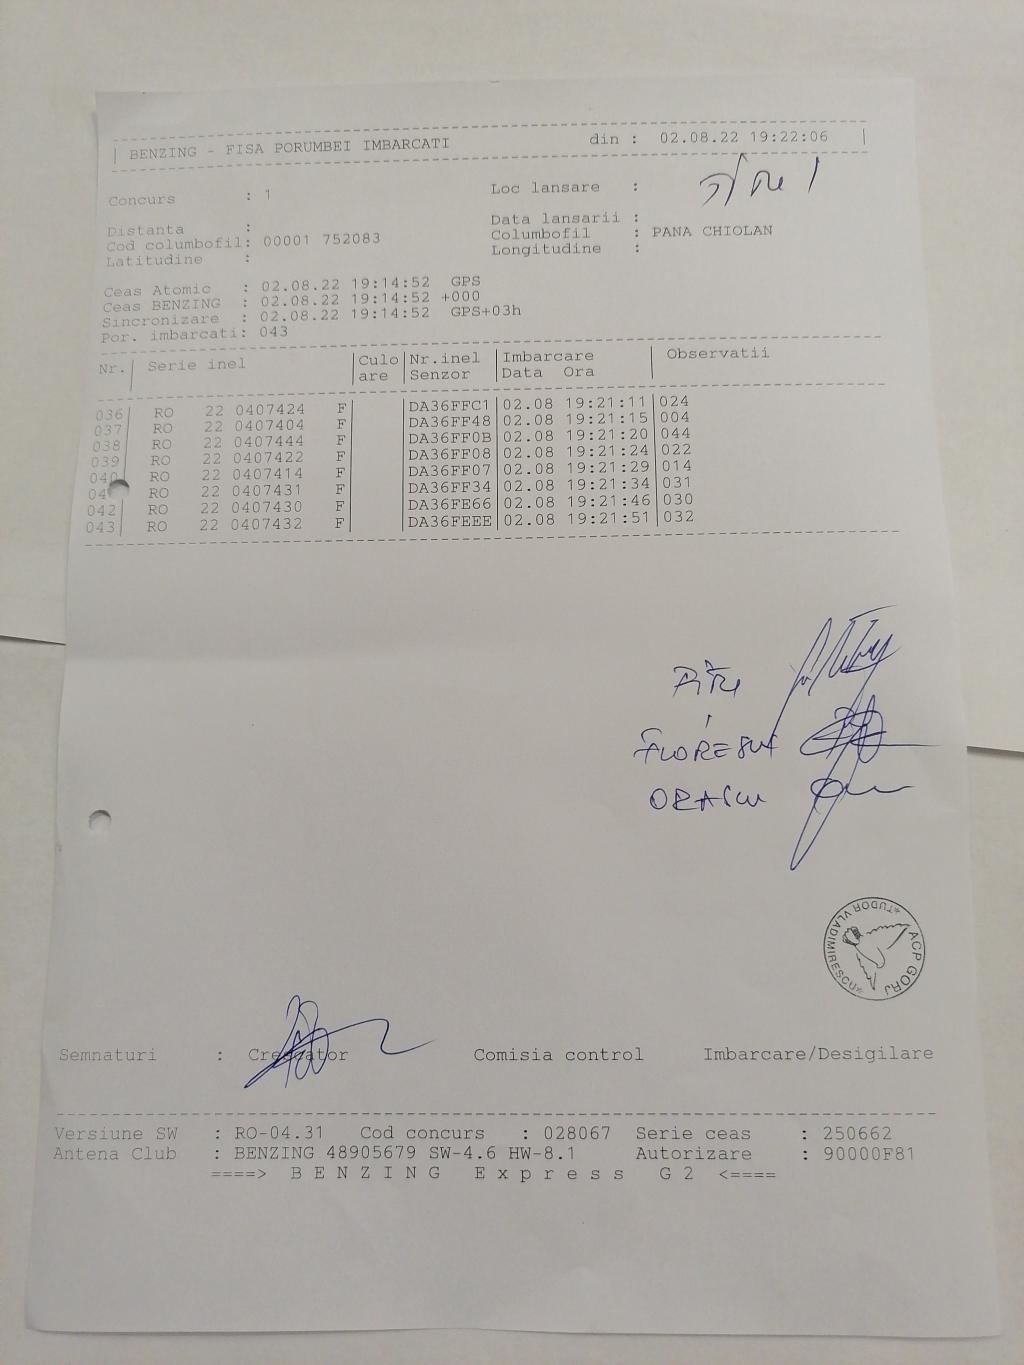 BENZING - FISA PORUMBEI IMBARCATI din : 02.08.22 19:22:06
Concurs : 1 Loc lansare :
Distanta : Data lansarii :
Cod columbofil: 00001 752083 Columbofil : PANA CHIOLAN
Latitudine : Longitudine :
Ceas Atomic : 02.08.22 19:14:52 GPS
Ceas BENZING : 02.08.22 19:14:52 +000
Sincronizare : 02.08.22 19:14:52 GPS+03h
Por. imbarcati: 043
Nr. Serie inel Culo Nr.inel Imbarcare Observatii
are Senzor Data Ora
036 RO 22 0407424 F DA36FFC1 02.08 19:21:11 024
037 RO 22 0407404 F DA36FF48 02.08 19:21:15 004
038 RO 22 0407444 F DA36FF0B 02.08 19:21:20 044
039 RO 22 0407422 F DA36FF08 02.08 19:21:24 022
040 RO 22 0407414 F DA36FF07 02.08 19:21:29 014
04 RO 22 0407431 F DA36FF34 02.08 19:21:34 031
042 RO 22 0407430 F DA36FE66 02.08 19:21:46 030
043 RO 22 0407432 F DA36FEEE 02.08 19:21:51 032
ACP GORJ
*TUDOR VLADIMIRESCU*
Semnaturi : Crescator Comisia control Imbarcare/Desigilare
Versiune SW : RO-04.31 Cod concurs : 028067 Serie ceas : 250662
Antena Club : BENZING 48905679 SW-4.6 HW-8.1 Autorizare : 90000F81
====> B E N Z I N G E x p r e s s G 2 <====